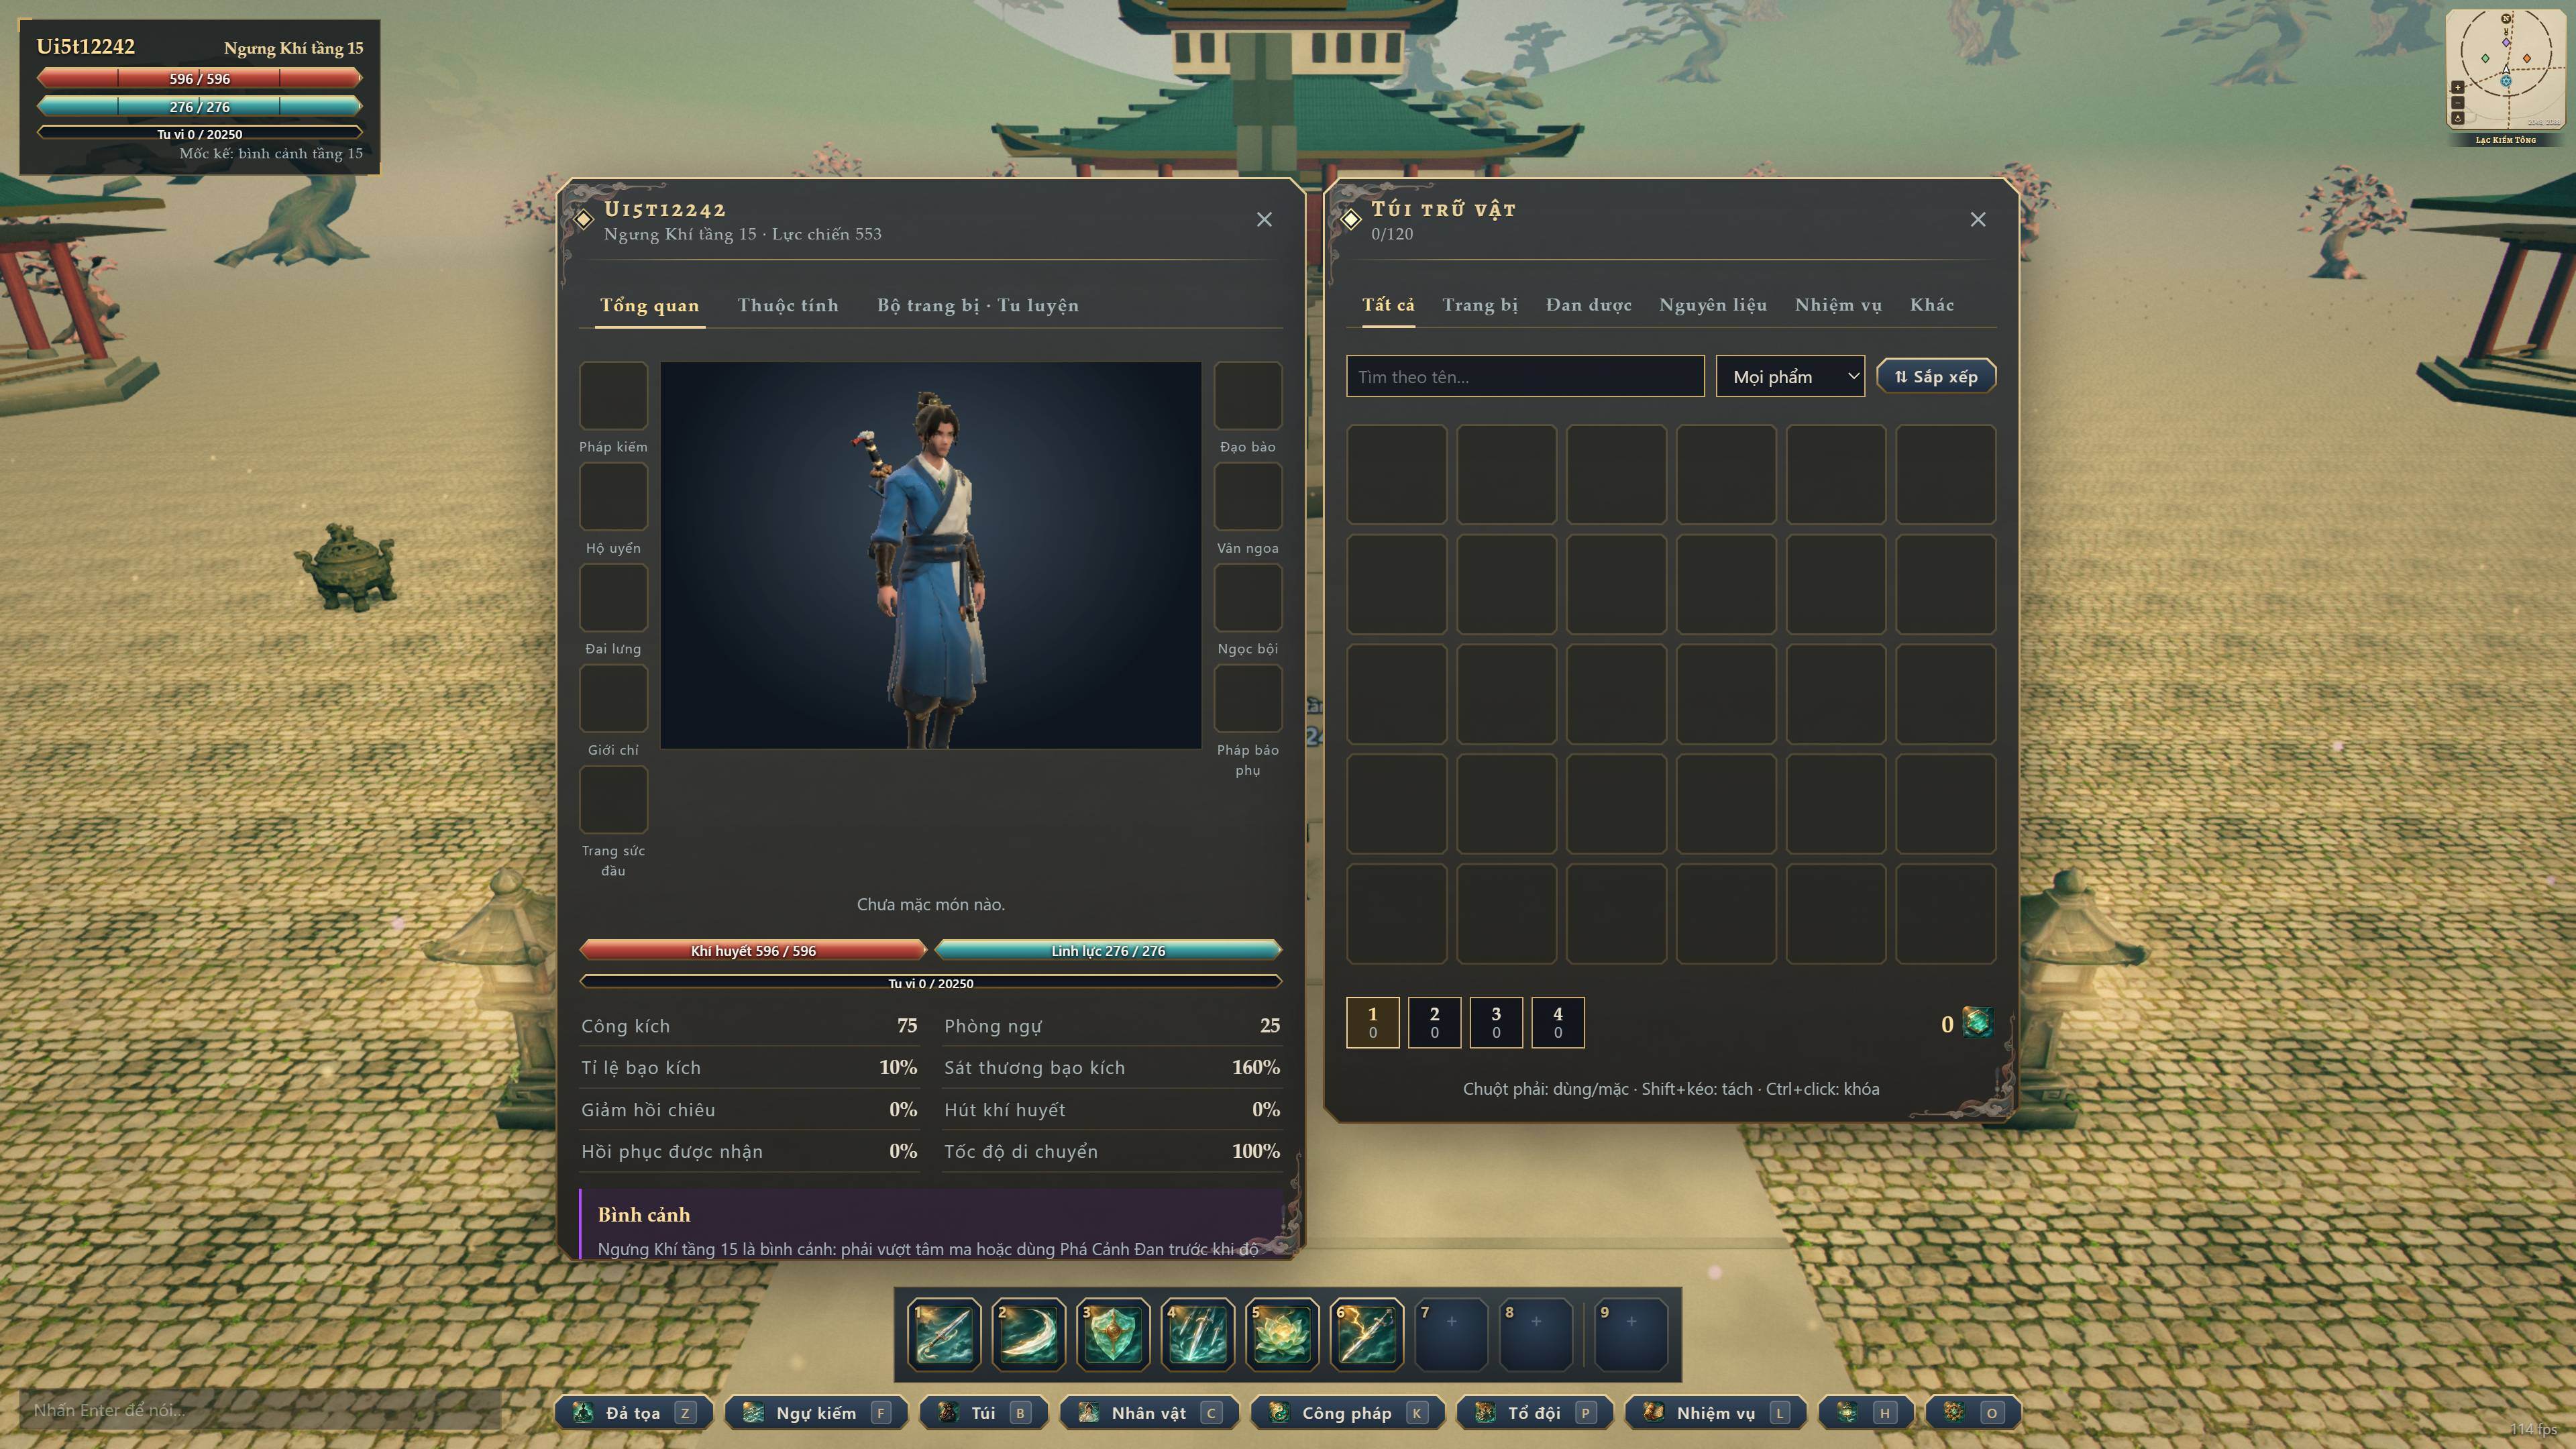 Ui5t12242
Ngưng Khí tầng 15
596 / 596
276 / 276
Tu vi 0 / 20250
Mốc kế: bình cảnh tầng 15
N
LẠC KIẾM TÔNG
UI5T12242
Ngưng Khí tầng 15 · Lực chiến 553
Tổng quan
Thuộc tính
Bộ trang bị · Tu luyện
Pháp kiếm
Hộ uyển
Đai lưng
Giới chỉ
Trang sức
đầu
Đạo bào
Vân ngoa
Ngọc bội
Pháp bảo
phụ
Chưa mặc món nào.
Khí huyết 596 / 596
Linh lực 276 / 276
Tu vi 0 / 20250
Công kích 75
Phòng ngự 25
Tỉ lệ bạo kích 10%
Sát thương bạo kích 160%
Giảm hồi chiêu 0%
Hút khí huyết 0%
Hồi phục được nhận 0%
Tốc độ di chuyển 100%
Bình cảnh
Ngưng Khí tầng 15 là bình cảnh: phải vượt tâm ma hoặc dùng Phá Cảnh Đan trước khi độ
TÚI TRỮ VẬT
0/120
Tất cả
Trang bị
Đan dược
Nguyên liệu
Nhiệm vụ
Khác
Tìm theo tên...
Mọi phẩm
⇅ Sắp xếp
1
0
2
0
3
0
4
0
0
Chuột phải: dùng/mặc · Shift+kéo: tách · Ctrl+click: khóa
1
2
3
4
5
6
7
+
8
+
9
+
Nhấn Enter để nói...
Đả tọa Z
Ngự kiếm F
Túi B
Nhân vật C
Công pháp K
Tổ đội P
Nhiệm vụ L
H
O
114 fps